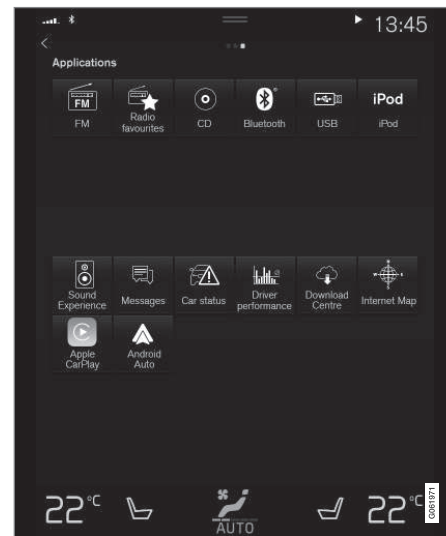 13:45
Applications
FM
FM
Radio
favourites
CD
Bluetooth
USB
iPod
iPod
Sound
Experience
Messages
Car status
Driver
performance
Download
Centre
Internet Map
Apple
CarPlay
Android
Auto
22°C
AUTO
22°C
G061971